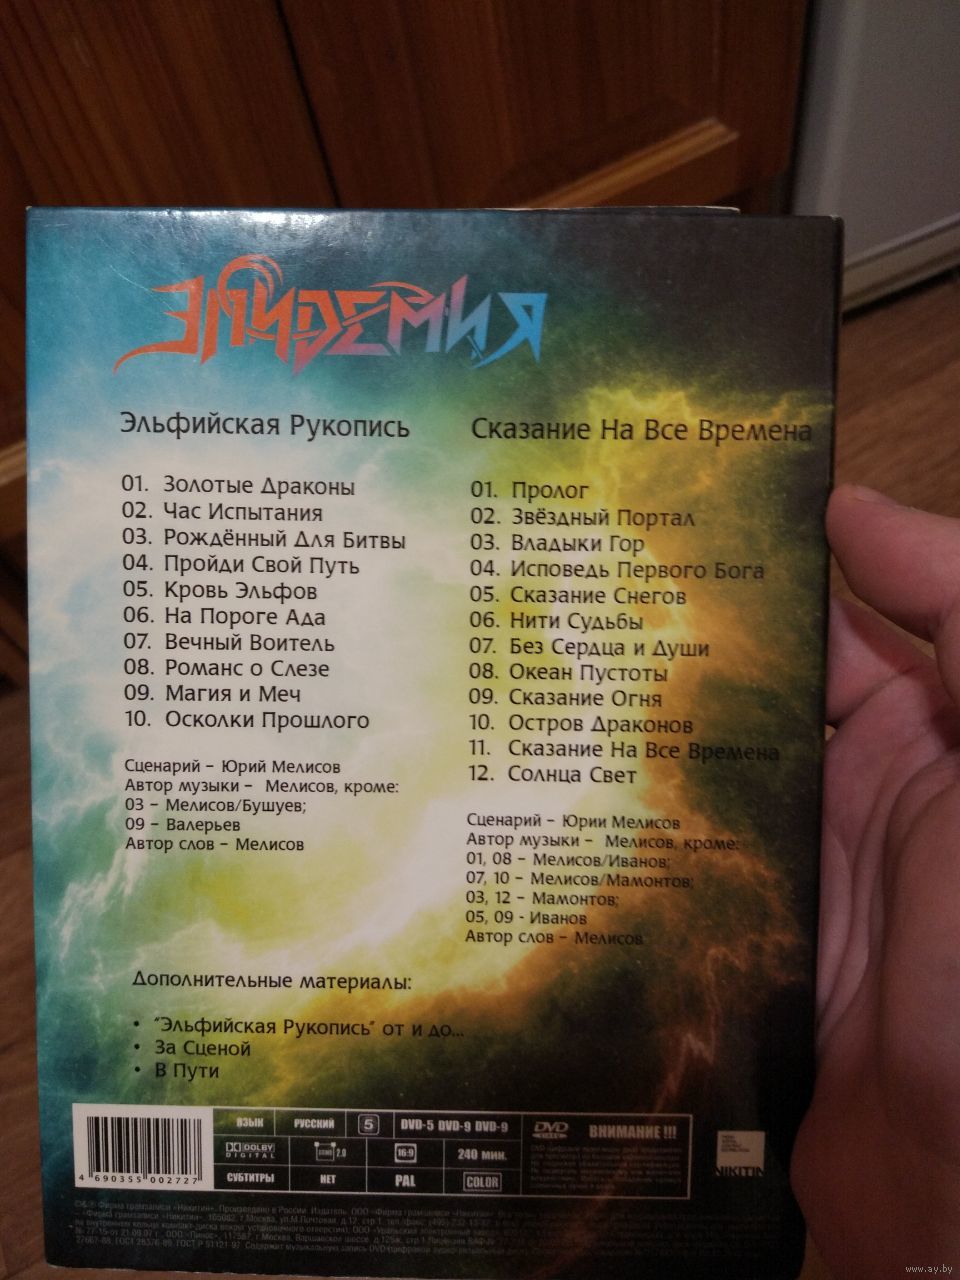 ЭПИДЕМИЯ
Эльфийская Рукопись
01. Золотые Драконы
02. Час Испытания
03. Рождённый Для Битвы
04. Пройди Свой Путь
05. Кровь Эльфов
06. На Пороге Ада
07. Вечный Воитель
08. Романс о Слезе
09. Магия и Меч
10. Осколки Прошлого
Сценарий – Юрий Мелисов
Автор музыки – Мелисов, кроме:
03 – Мелисов/Бушуев;
09 – Валерьев
Автор слов – Мелисов
Сказание На Все Времена
01. Пролог
02. Звёздный Портал
03. Владыки Гор
04. Исповедь Первого Бога
05. Сказание Снегов
06. Нити Судьбы
07. Без Сердца и Души
08. Океан Пустоты
09. Сказание Огня
10. Остров Драконов
11. Сказание На Все Времена
12. Солнца Свет
Сценарий – Юрии Мелисов
Автор музыки – Мелисов, кроме:
01, 08 – Мелисов/Иванов;
07, 10 – Мелисов/Мамонтов;
03, 12 – Мамонтов;
05, 09 - Иванов
Автор слов – Мелисов
Дополнительные материалы:
• "Эльфийская Рукопись" от и до...
• За Сценой
• В Пути
ЯЗЫК РУССКИЙ 5 DVD-5 DVD-9 DVD-9
DOLBY DIGITAL 2.0 16:9 240 мин.
СУБТИТРЫ НЕТ PAL COLOR
DVD VIDEO ВНИМАНИЕ !!!
NIKITIN
4 690355 002727
www.ay.by